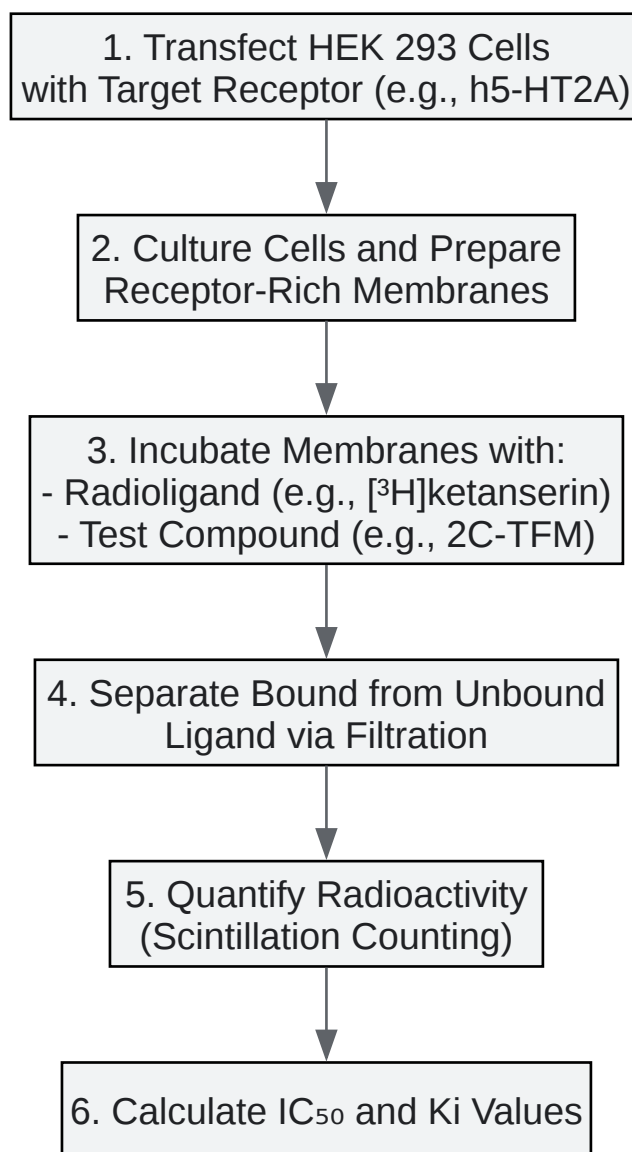 1. Transfect HEK 293 Cells
with Target Receptor (e.g., h5-HT2A)
2. Culture Cells and Prepare
Receptor-Rich Membranes
3. Incubate Membranes with:
- Radioligand (e.g., [³H]ketanserin)
- Test Compound (e.g., 2C-TFM)
4. Separate Bound from Unbound
Ligand via Filtration
5. Quantify Radioactivity
(Scintillation Counting)
6. Calculate IC₅₀ and Ki Values